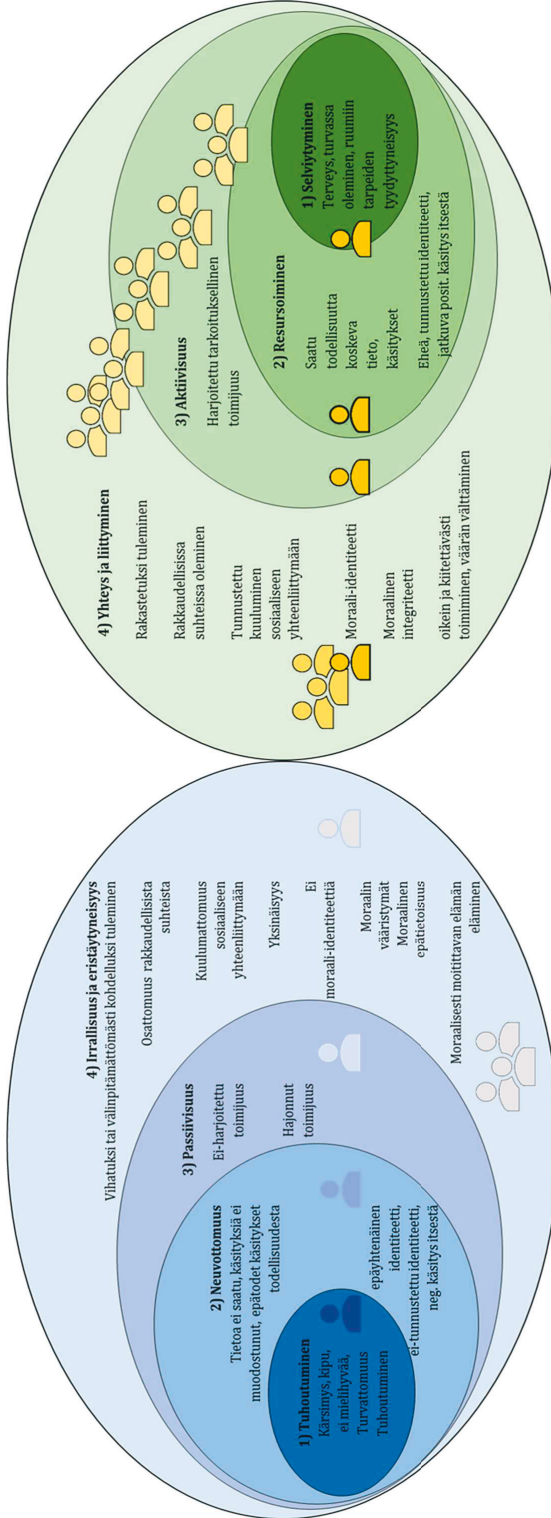 4) Irrallisuus ja eristäytyneisyys
Vihatuksi tai välinpitämättömästi kohdelluksi tuleminen
Osattomuus rakkaudellisista
suhteista
Kuulumattomuus
sosiaaliseen
yhteenliittymään
Yksinäisyys
Ei
moraali-identiteettiä
Moraalin
vääristymät
Moraalinen
epätietoisuus
Moraalisesti moitittavan elämän
eläminen
3) Passiivisuus
Ei-harjoitettu
toimijuus
Hajonnut
toimijuus
2) Neuvottomuus
Tietoa ei saatu, käsityksiä ei
muodostunut, epätodet käsitykset
todellisuudesta
epäyhtenäinen
identiteetti,
ei-tunnustettu identiteetti,
neg. käsitys itsestä
1) Tuhoutuminen
Kärsimys, kipu,
ei mielihyvää,
Turvattomuus
Tuhoutuminen
4) Yhteys ja liittyminen
Rakastetuksi tuleminen
Rakkaudellisissa
suhteissa oleminen
Tunnustettu
kuuluminen
sosiaaliseen
yhteenliittymään
Moraali-identiteetti
Moraalinen
integriteetti
oikein ja kiitettävästi
toimiminen, väärän välttäminen
3) Aktiivisuus
Harjoitettu tarkoituksellinen
toimijuus
2) Resursoiminen
Saatu
todellisuutta
koskeva
tieto,
käsitykset
Eheä, tunnustettu identiteetti,
jatkuva posit. käsitys itsestä
1) Selviytyminen
Terveys, turvassa
oleminen, ruumiin
tarpeiden
tyydyttyneisyys